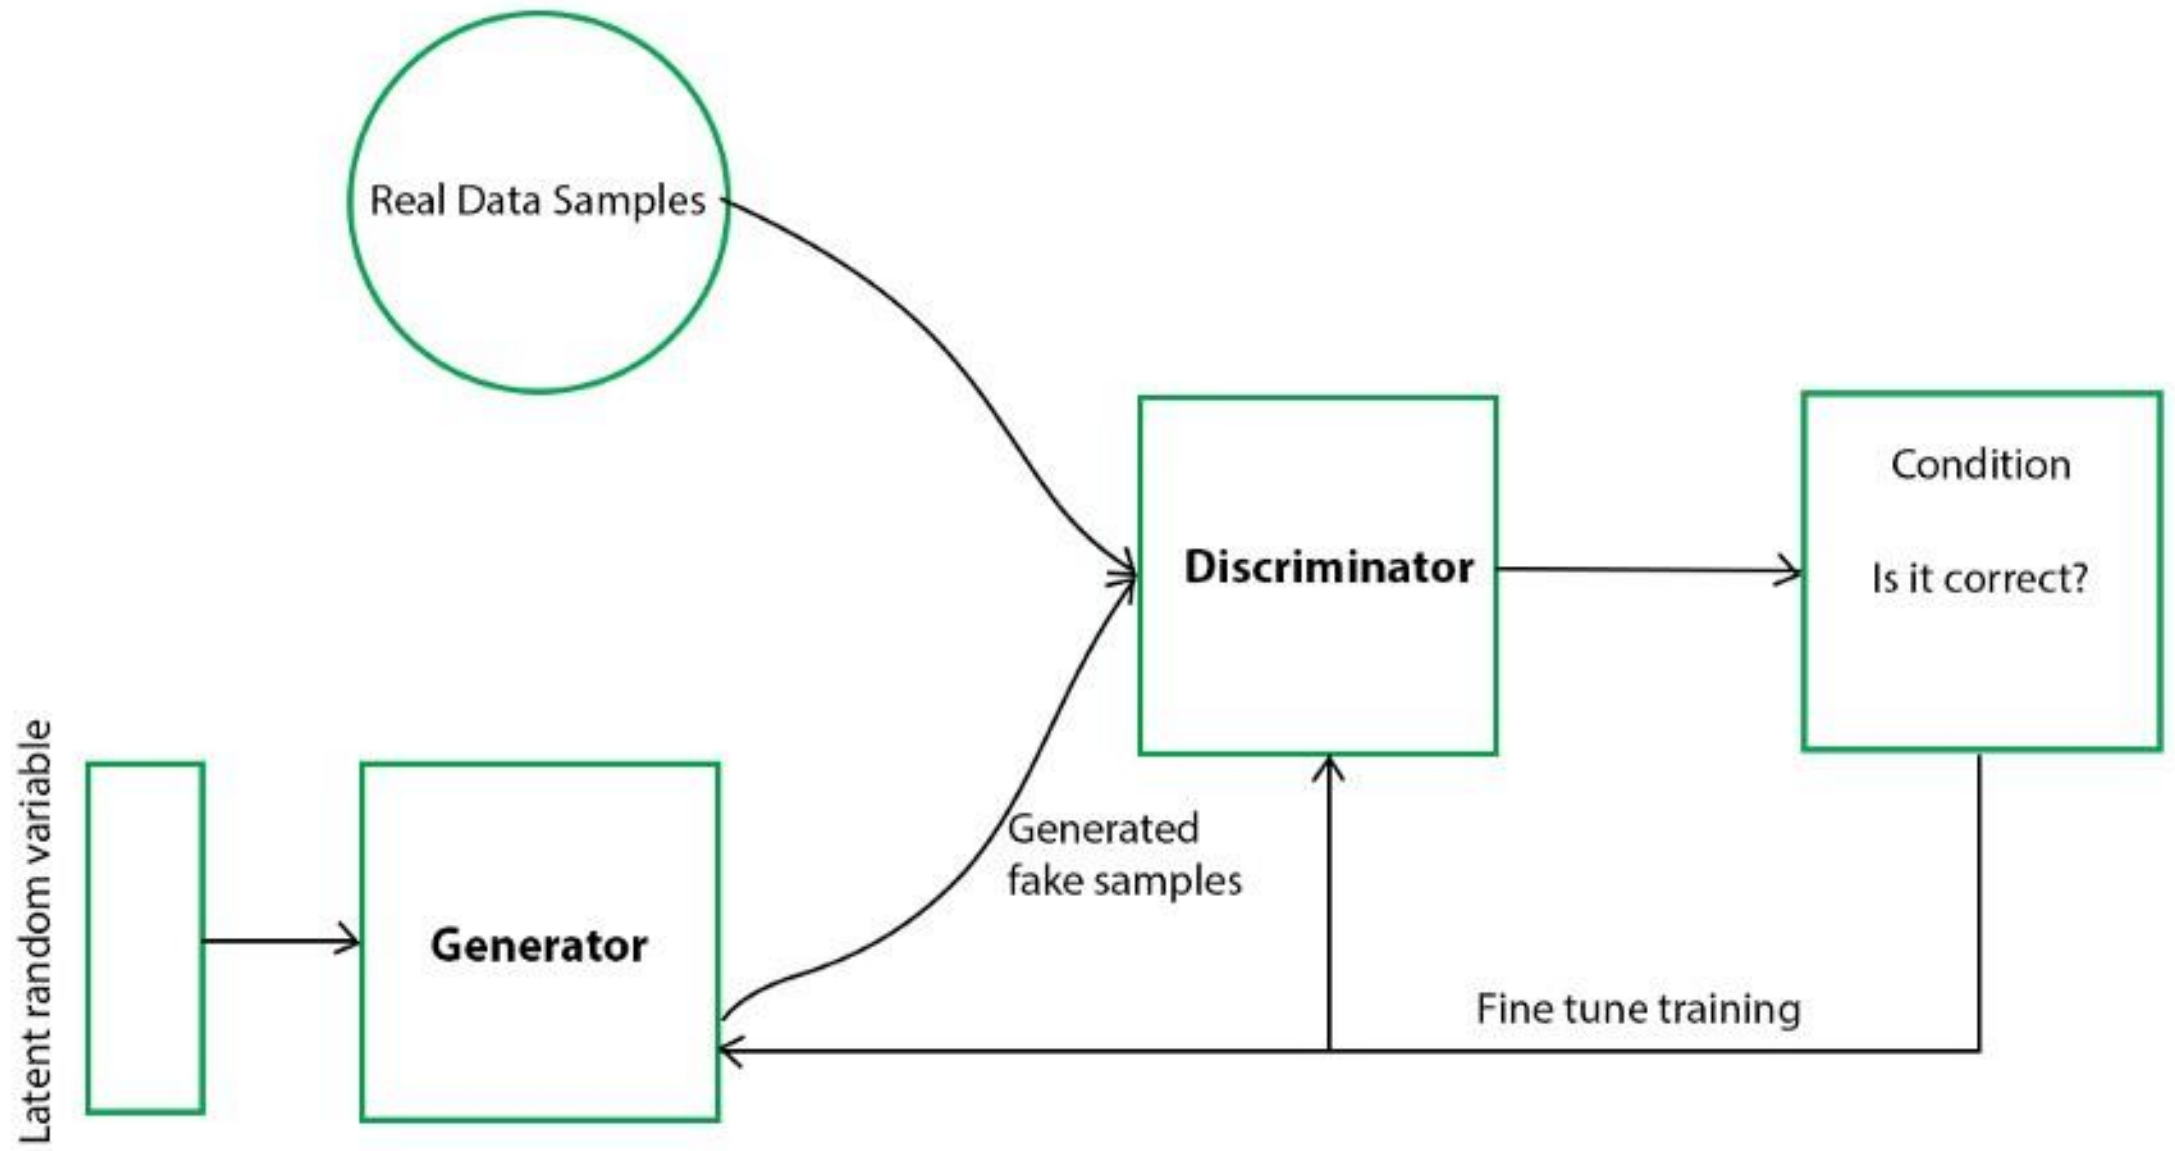 Real Data Samples
Discriminator
Condition
Is it correct?
Latent random variable
Generator
Generated
fake samples
Fine tune training